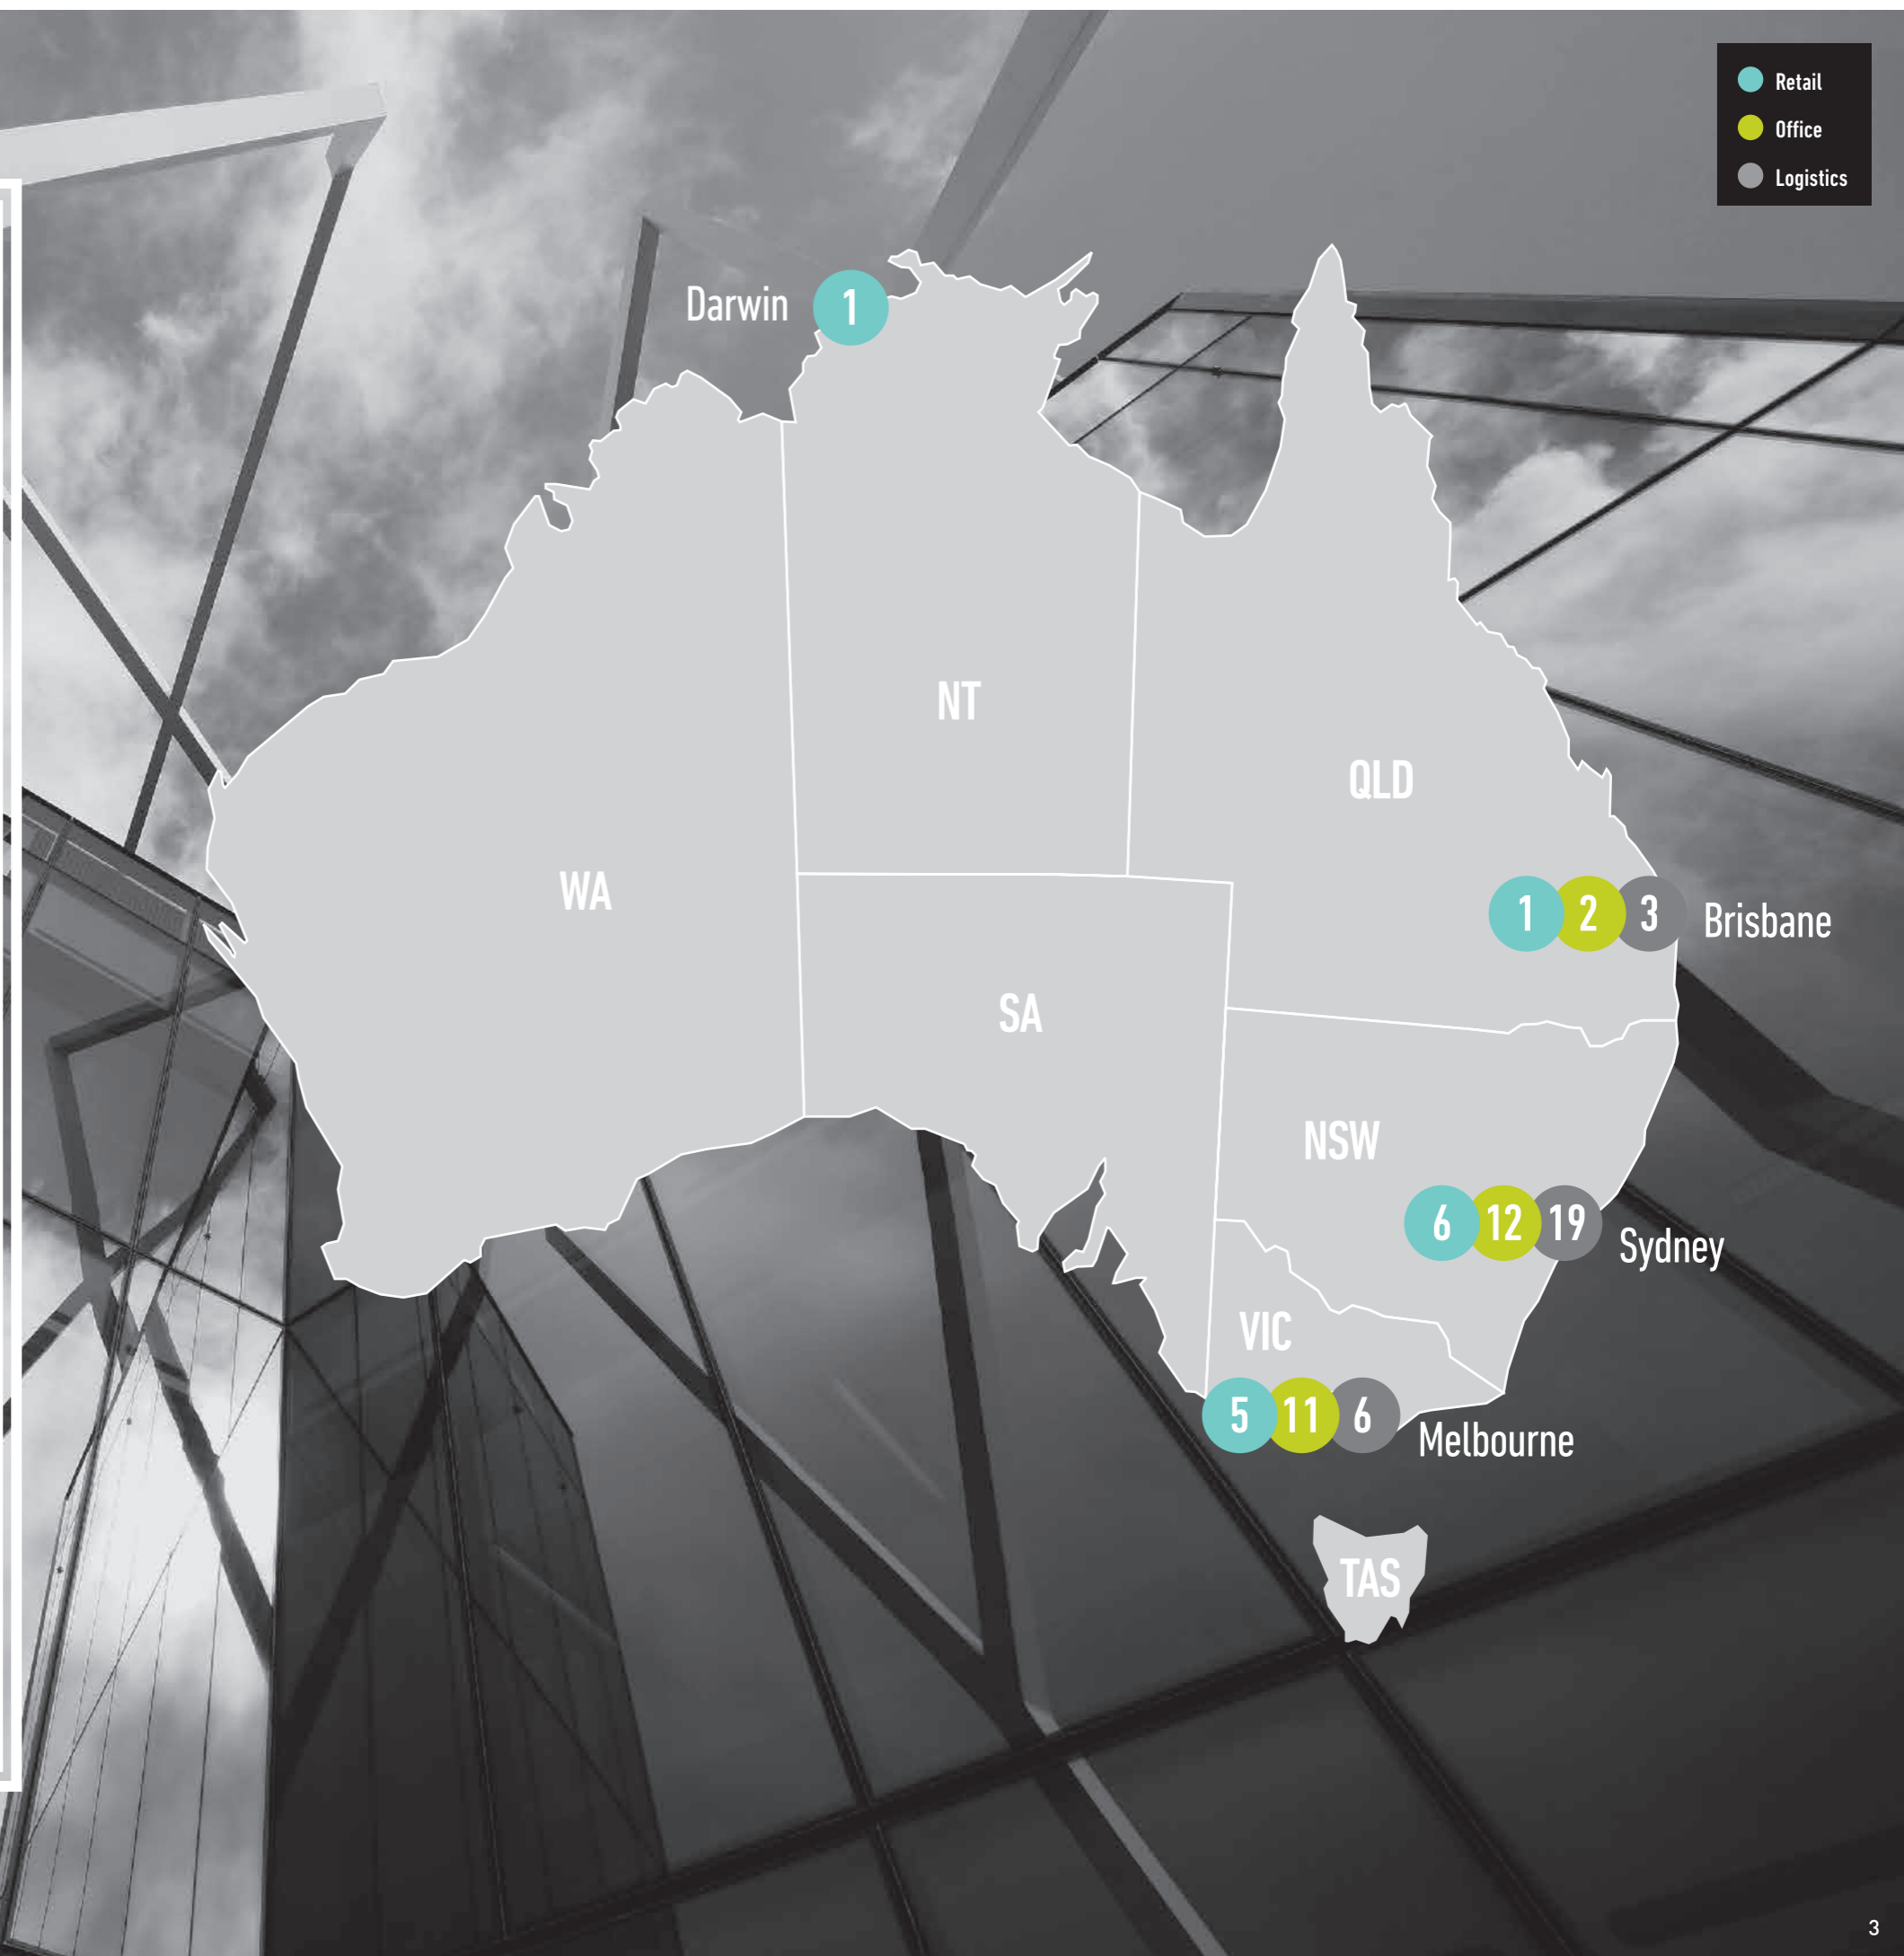 Retail
Office
Logistics
Darwin 1
NT
QLD
WA
1 2 3 Brisbane
SA
NSW
6 12 19 Sydney
VIC
5 11 6 Melbourne
TAS
3